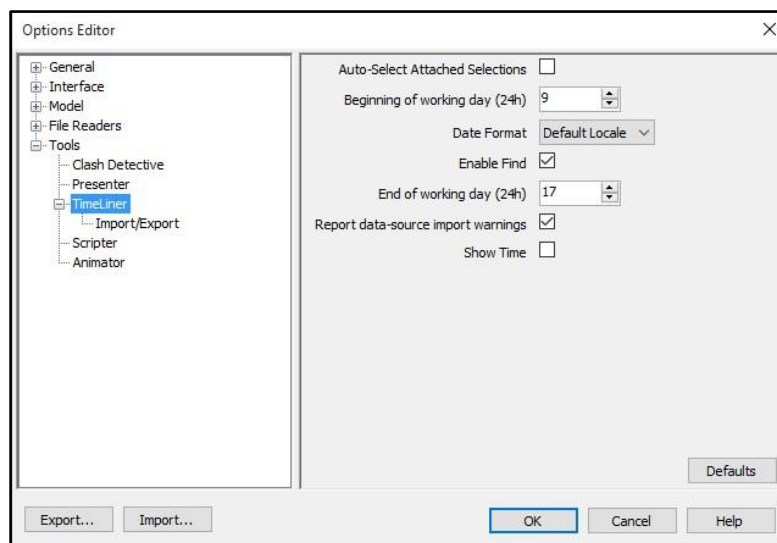 Options Editor
General
Interface
Model
File Readers
Tools
Clash Detective
Presenter
TimeLiner
Import/Export
Scripter
Animator
Auto-Select Attached Selections
Beginning of working day (24h) 9
Date Format Default Locale
Enable Find
End of working day (24h) 17
Report data-source import warnings
Show Time
Defaults
Export... Import... OK Cancel Help